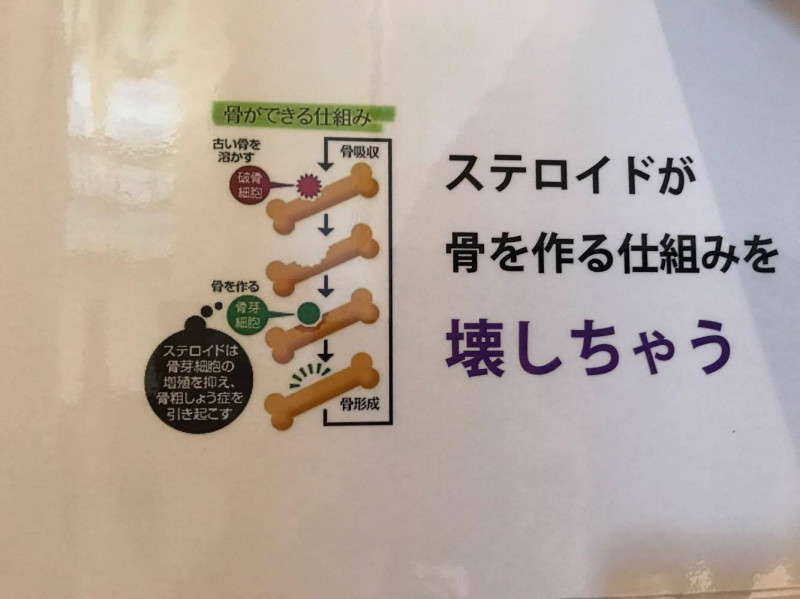 骨ができる仕組み
古い骨を
溶かす
骨吸収
破骨
細胞
骨を作る
骨芽
細胞
ステロイドは
骨芽細胞の
増殖を抑え、
骨粗しょう症を
引き起こす
骨形成
ステロイドが
骨を作る仕組みを
壊しちゃう